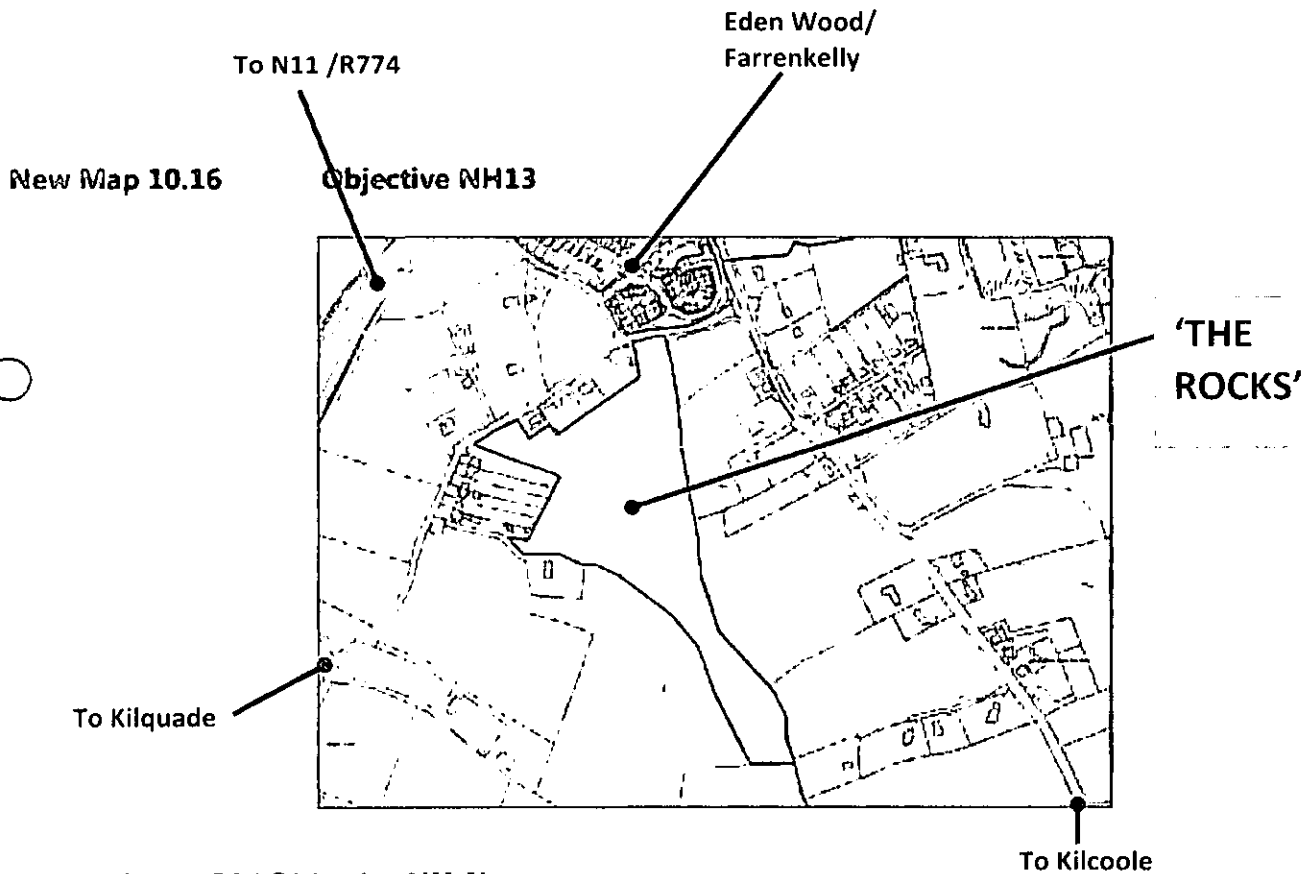 Eden Wood/
Farrenkelly
To N11 /R774
New Map 10.16 Objective NH13
'THE
ROCKS'
To Kilquade
To Kilcoole